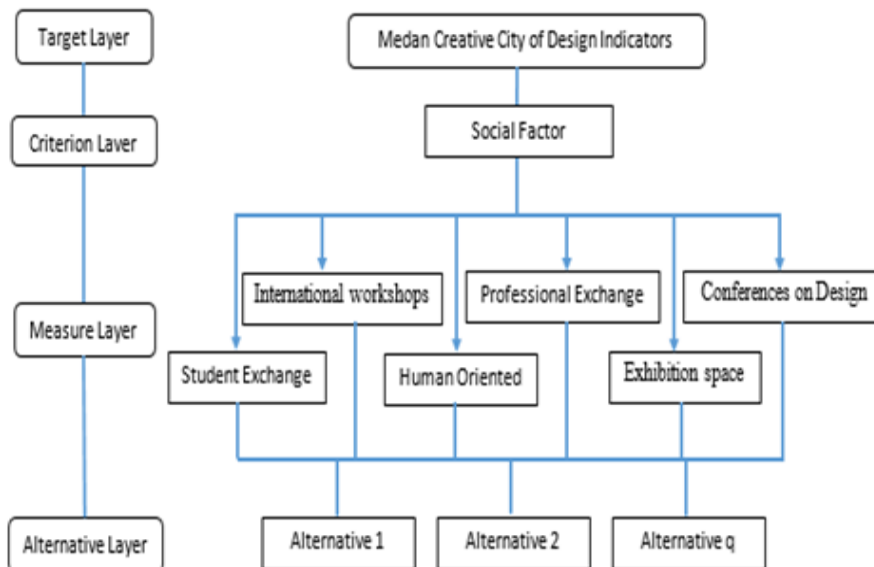 Target Layer
Medan Creative City of Design Indicators
Criterion Laver
Social Factor
International workshops
Professional Exchange
Conferences on Design
Measure Layer
Student Exchange
Human Oriented
Exhibition space
Alternative Layer
Alternative 1
Alternative 2
Alternative q